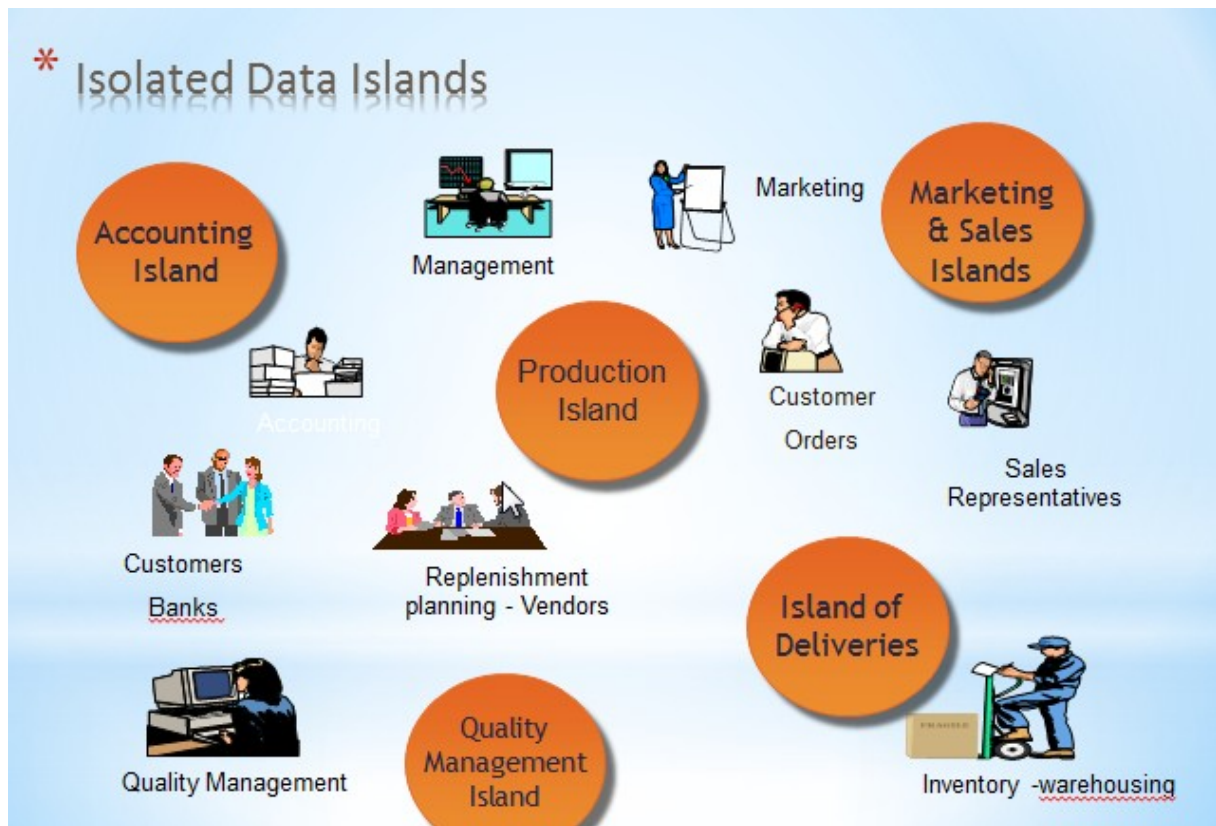 * Isolated Data Islands
Accounting
Island
Management
Marketing
Marketing
& Sales
Islands
Production
Island
Accounting
Customer
Orders
Sales
Representatives
Customers
Banks
Replenishment
planning - Vendors
Island of
Deliveries
FRAGILE
Quality Management
Quality
Management
Island
Inventory -warehousing